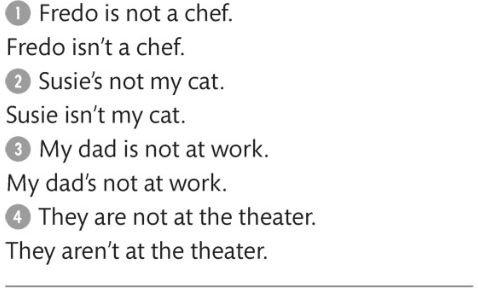 1 Fredo is not a chef.
Fredo isn’t a chef.
2 Susie’s not my cat.
Susie isn’t my cat.
3 My dad is not at work.
My dad’s not at work.
4 They are not at the theater.
They aren’t at the theater.